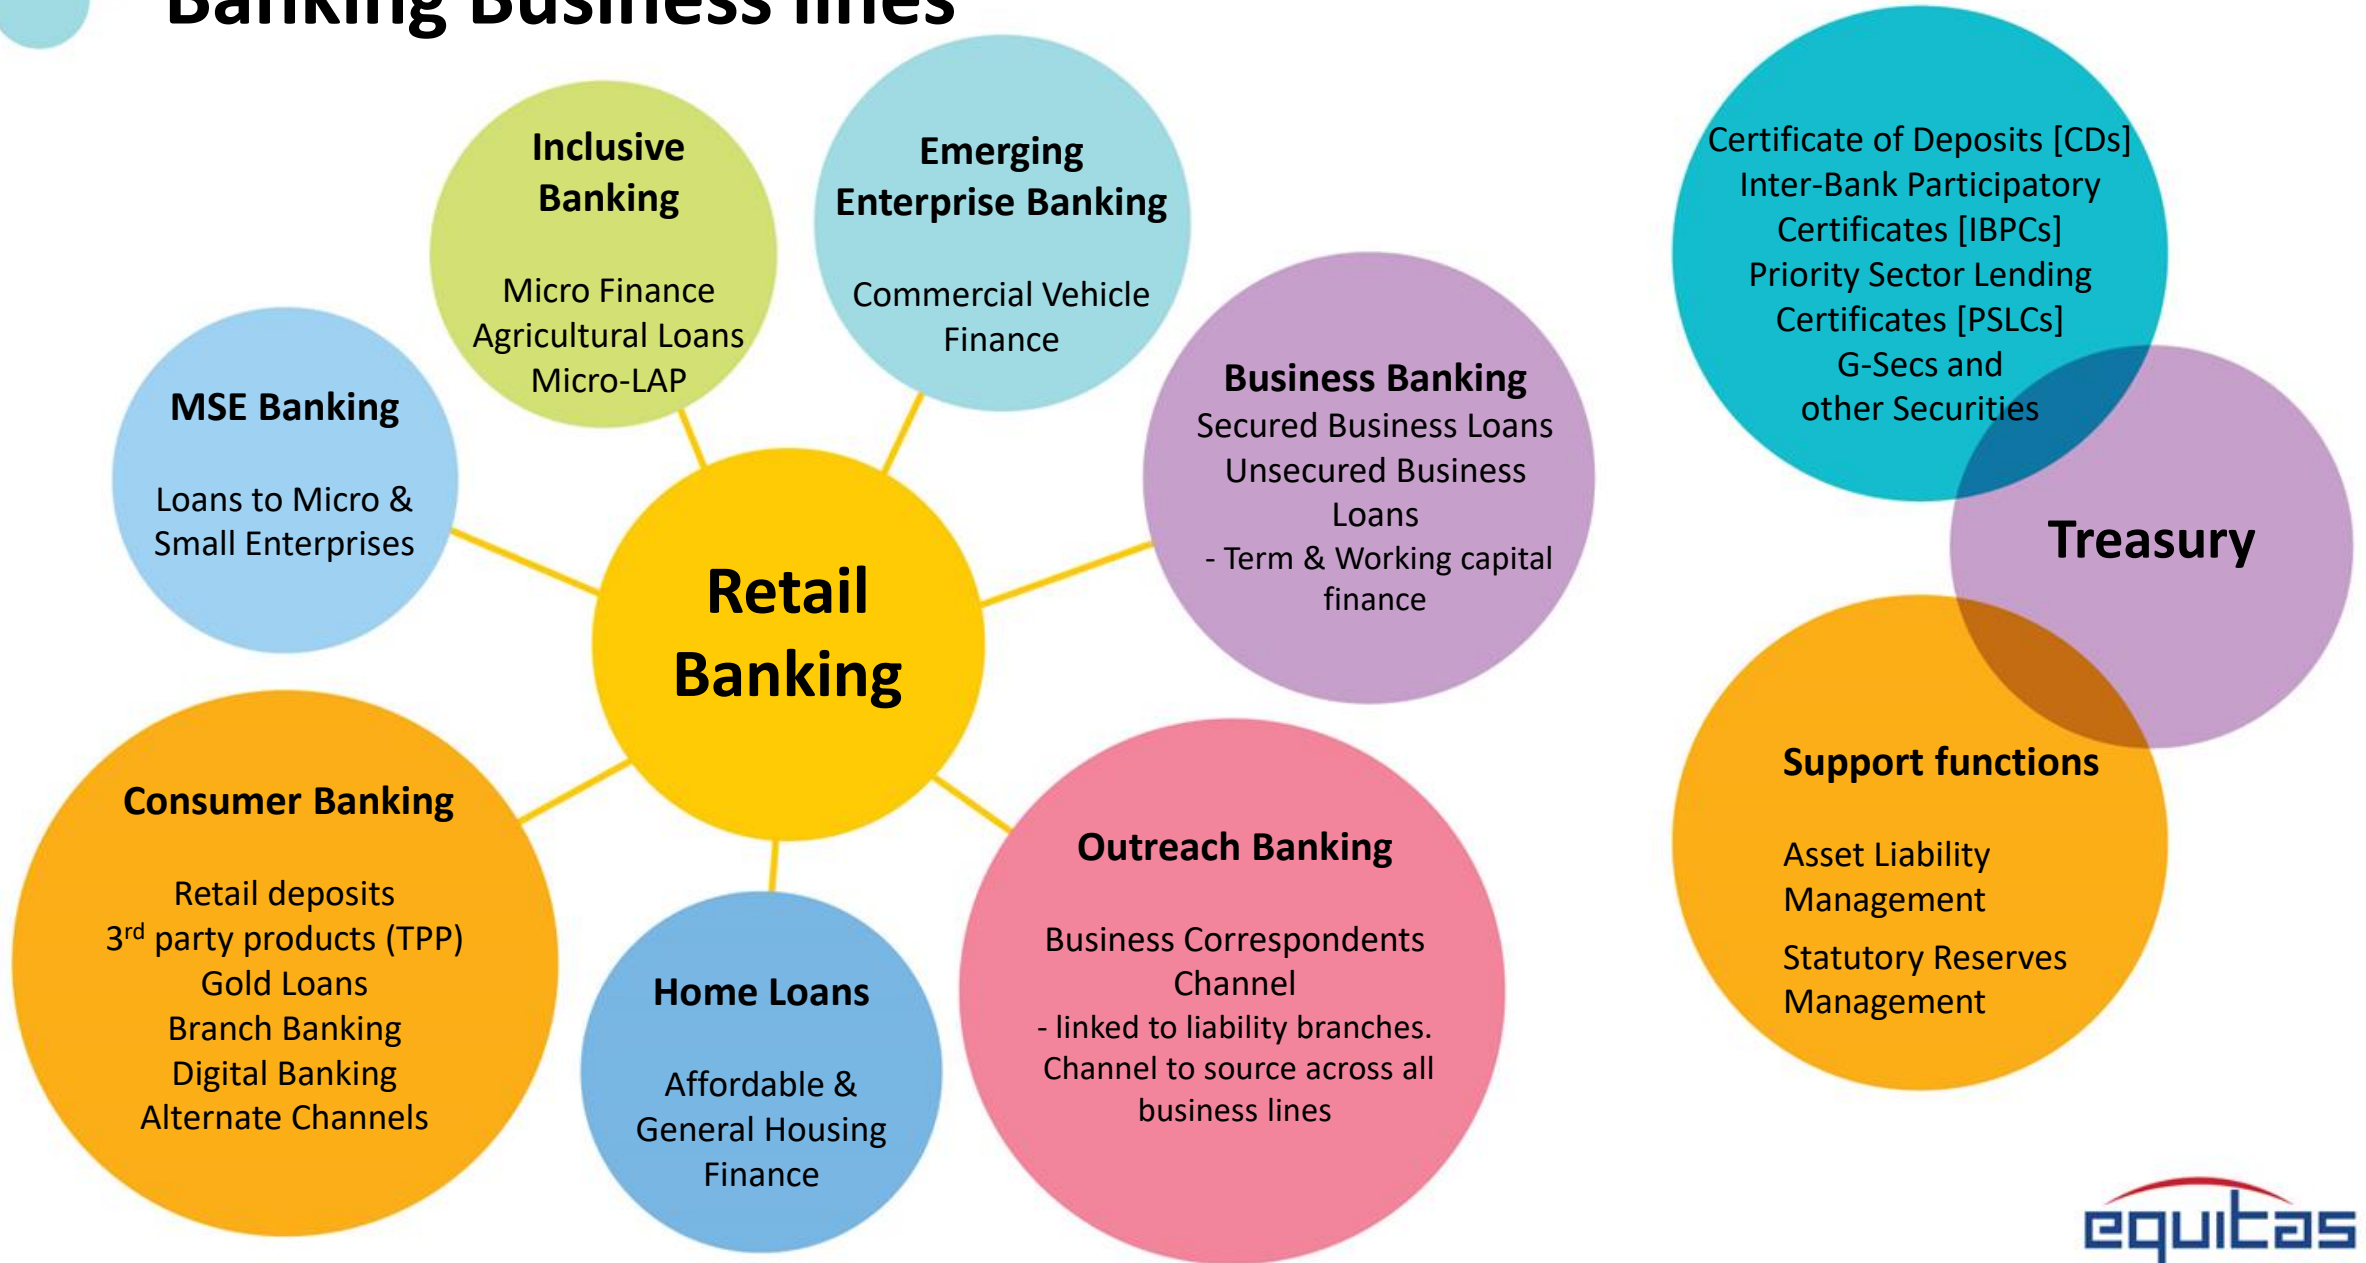 Banking Business lines
Inclusive
Banking
Micro Finance
Agricultural Loans
Micro-LAP
Emerging
Enterprise Banking
Commercial Vehicle
Finance
MSE Banking
Loans to Micro &
Small Enterprises
Business Banking
Secured Business Loans
Unsecured Business
Loans
- Term & Working capital
finance
Retail
Banking
Consumer Banking
Retail deposits
3rd party products (TPP)
Gold Loans
Branch Banking
Digital Banking
Alternate Channels
Home Loans
Affordable &
General Housing
Finance
Outreach Banking
Business Correspondents
Channel
- linked to liability branches.
Channel to source across all
business lines
Certificate of Deposits [CDs]
Inter-Bank Participatory
Certificates [IBPCs]
Priority Sector Lending
Certificates [PSLCs]
G-Secs and
other Securities
Treasury
Support functions
Asset Liability
Management
Statutory Reserves
Management
equitas